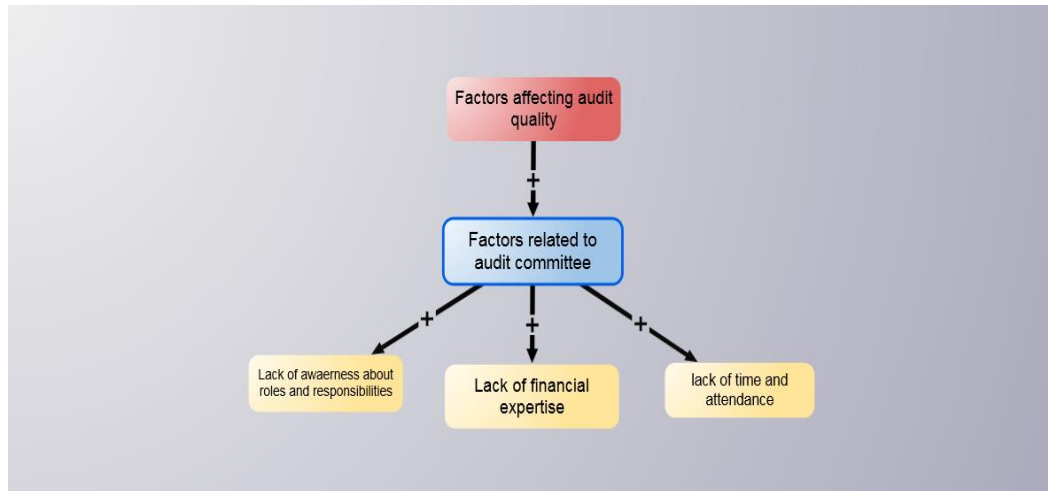 Factors affecting audit
quality
+
Factors related to
audit committee
+
+
+
Lack of awaerness about
roles and responsibilities
Lack of financial
expertise
lack of time and
attendance